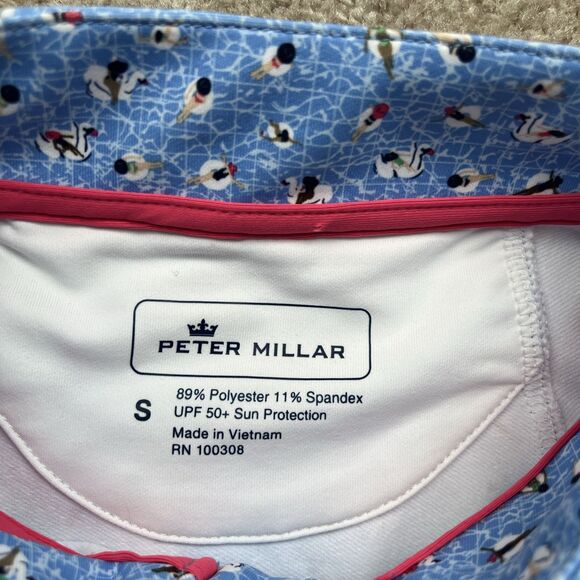 PETER MILLAR
S
89% Polyester 11% Spandex
UPF 50+ Sun Protection
Made in Vietnam
RN 100308